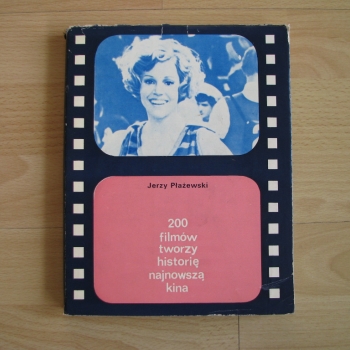 Jerzy Płażewski
200
filmów
tworzy
historię
najnowszą
kina